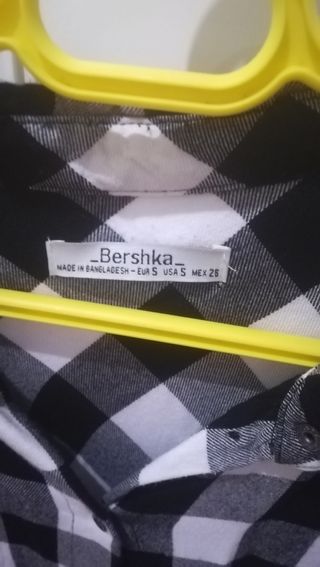 _Bershka_
MADE IN BANGLADESH - EUR S USA S MEX 26